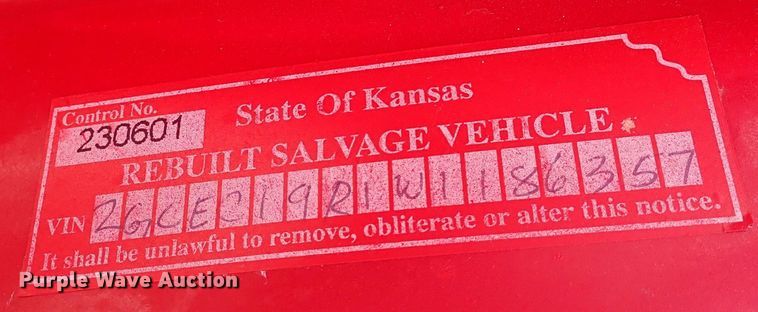 Control No.
230601
State Of Kansas
REBUILT SALVAGE VEHICLE
VIN 2GCEC19R1W1186357
It shall be unlawful to remove, obliterate or alter this notice.
Purple Wave Auction